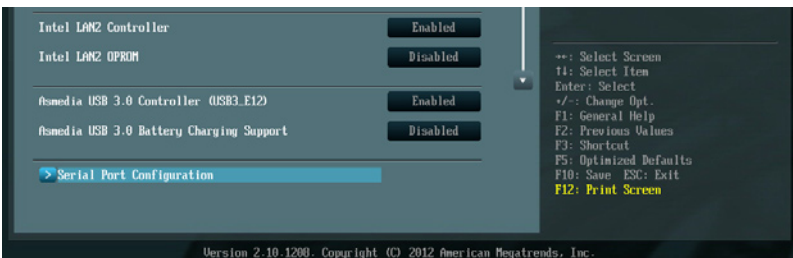 Intel LAN2 Controller Enabled
Intel LAN2 OPROM Disabled
Asmedia USB 3.0 Controller (USB3_E12) Enabled
Asmedia USB 3.0 Battery Charging Support Disabled
> Serial Port Configuration
→←: Select Screen
↑↓: Select Item
Enter: Select
+/-: Change Opt.
F1: General Help
F2: Previous Values
F3: Shortcut
F5: Optimized Defaults
F10: Save ESC: Exit
F12: Print Screen
Version 2.10.1208. Copyright (C) 2012 American Megatrends, Inc.